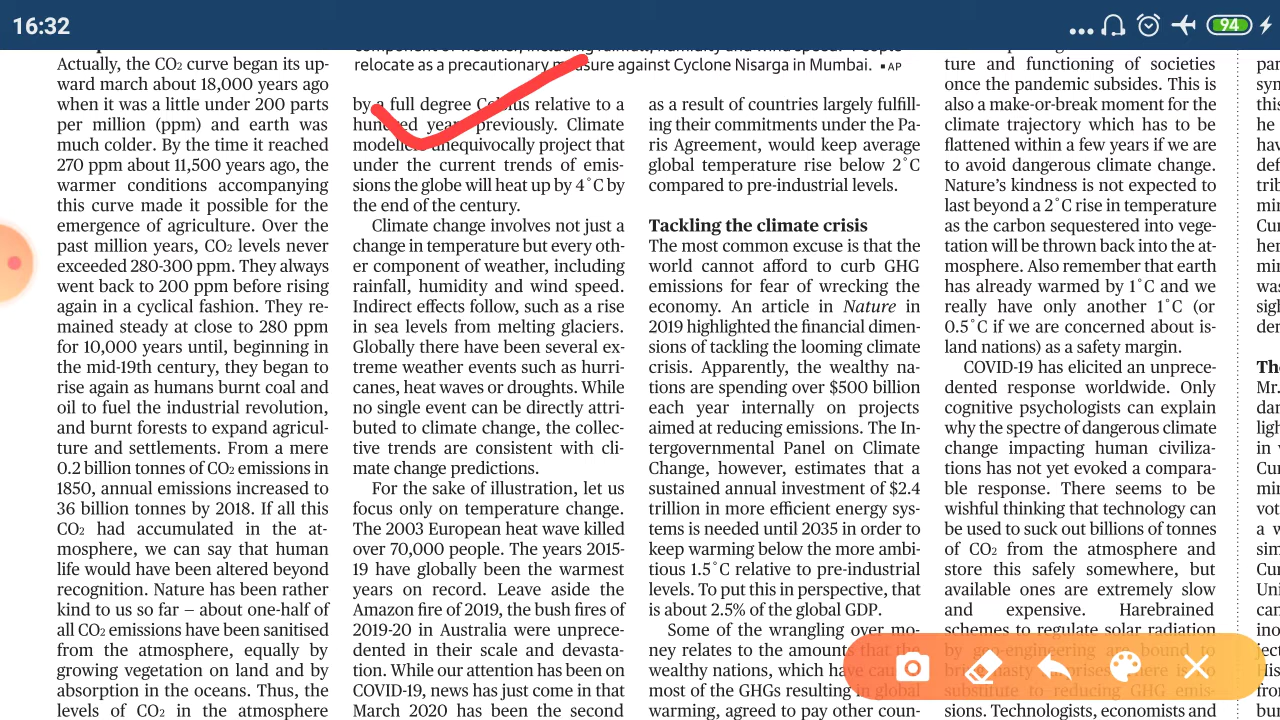 16:32
94
Actually, the CO2 curve began its up-
ward march about 18,000 years ago
when it was a little under 200 parts
per million (ppm) and earth was
much colder. By the time it reached
270 ppm about 11,500 years ago, the
warmer conditions accompanying
this curve made it possible for the
emergence of agriculture. Over the
past million years, CO2 levels never
exceeded 280-300 ppm. They always
went back to 200 ppm before rising
again in a cyclical fashion. They re-
mained steady at close to 280 ppm
for 10,000 years until, beginning in
the mid-19th century, they began to
rise again as humans burnt coal and
oil to fuel the industrial revolution,
and burnt forests to expand agricul-
ture and settlements. From a mere
0.2 billion tonnes of CO2 emissions in
1850, annual emissions increased to
36 billion tonnes by 2018. If all this
CO2 had accumulated in the at-
mosphere, we can say that human
life would have been altered beyond
recognition. Nature has been rather
kind to us so far – about one-half of
all CO2 emissions have been sanitised
from the atmosphere, equally by
growing vegetation on land and by
absorption in the oceans. Thus, the
levels of CO2 in the atmosphere
component of weather, including rainfall, humidity and wind speed. People
relocate as a precautionary measure against Cyclone Nisarga in Mumbai. ▪AP
by a full degree Celsius relative to a
hundred years previously. Climate
modellers unequivocally project that
under the current trends of emis-
sions the globe will heat up by 4˚C by
the end of the century.
Climate change involves not just a
change in temperature but every oth-
er component of weather, including
rainfall, humidity and wind speed.
Indirect effects follow, such as a rise
in sea levels from melting glaciers.
Globally there have been several ex-
treme weather events such as hurri-
canes, heat waves or droughts. While
no single event can be directly attri-
buted to climate change, the collec-
tive trends are consistent with cli-
mate change predictions.
For the sake of illustration, let us
focus only on temperature change.
The 2003 European heat wave killed
over 70,000 people. The years 2015-
19 have globally been the warmest
years on record. Leave aside the
Amazon fire of 2019, the bush fires of
2019-20 in Australia were unprece-
dented in their scale and devasta-
tion. While our attention has been on
COVID-19, news has just come in that
March 2020 has been the second
as a result of countries largely fulfill-
ing their commitments under the Pa-
ris Agreement, would keep average
global temperature rise below 2˚C
compared to pre-industrial levels.
Tackling the climate crisis
The most common excuse is that the
world cannot afford to curb GHG
emissions for fear of wrecking the
economy. An article in Nature in
2019 highlighted the financial dimen-
sions of tackling the looming climate
crisis. Apparently, the wealthy na-
tions are spending over $500 billion
each year internally on projects
aimed at reducing emissions. The In-
tergovernmental Panel on Climate
Change, however, estimates that a
sustained annual investment of $2.4
trillion in more efficient energy sys-
tems is needed until 2035 in order to
keep warming below the more ambi-
tious 1.5˚C relative to pre-industrial
levels. To put this in perspective, that
is about 2.5% of the global GDP.
Some of the wrangling over mo-
ney relates to the amounts that the
wealthy nations, which have caused
most of the GHGs resulting in global
warming, agreed to pay other coun-
ture and functioning of societies
once the pandemic subsides. This is
also a make-or-break moment for the
climate trajectory which has to be
flattened within a few years if we are
to avoid dangerous climate change.
Nature's kindness is not expected to
last beyond a 2˚C rise in temperature
as the carbon sequestered into vege-
tation will be thrown back into the at-
mosphere. Also remember that earth
has already warmed by 1˚C and we
really have only another 1˚C (or
0.5˚C if we are concerned about is-
land nations) as a safety margin.
COVID-19 has elicited an unprece-
dented response worldwide. Only
cognitive psychologists can explain
why the spectre of dangerous climate
change impacting human civiliza-
tions has not yet evoked a compara-
ble response. There seems to be
wishful thinking that technology can
be used to suck out billions of tonnes
of CO2 from the atmosphere and
store this safely somewhere, but
available ones are extremely slow
and expensive. Harebrained
schemes to regulate solar radiation
by geo-engineering are bound to
substitute to reducing GHG emis-
sions. Technologists, economists and